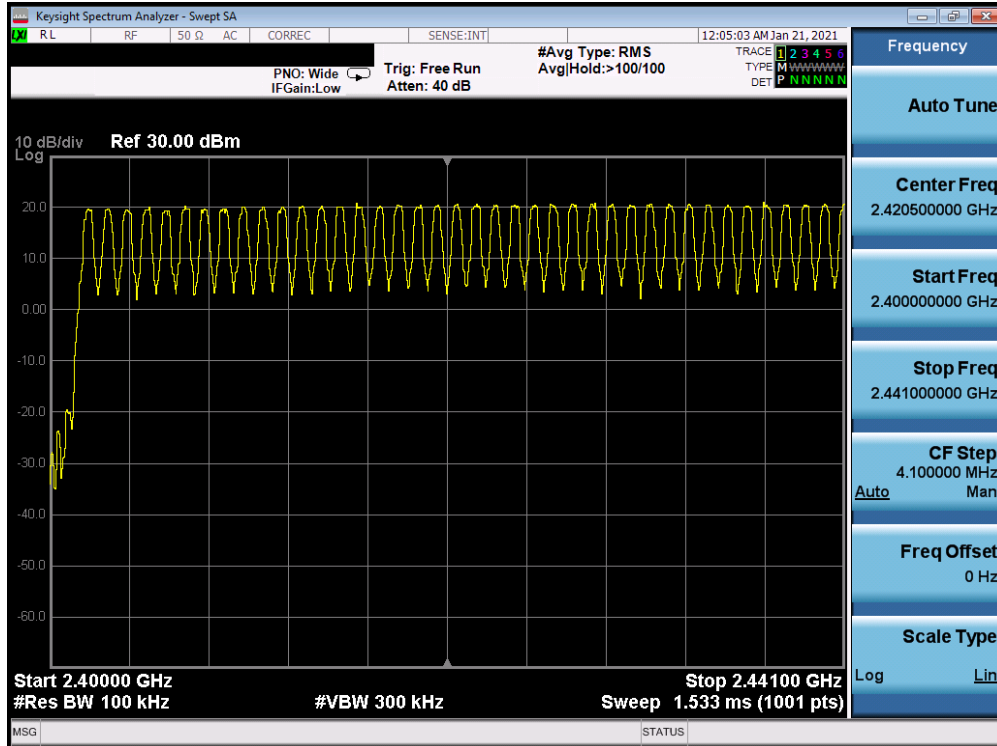 Keysight Spectrum Analyzer - Swept SA
LXI RL RF 50 Ω AC CORREC SENSE:INT 12:05:03 AM Jan 21, 2021
PNO: Wide
IFGain:Low
Trig: Free Run
Atten: 40 dB
#Avg Type: RMS
Avg|Hold:>100/100
TRACE 1 2 3 4 5 6
TYPE M WWWWW
DET P N N N N N
10 dB/div
Log
Ref 30.00 dBm
20.0
10.0
0.00
-10.0
-20.0
-30.0
-40.0
-50.0
-60.0
Start 2.40000 GHz
#Res BW 100 kHz
#VBW 300 kHz
Stop 2.44100 GHz
Sweep 1.533 ms (1001 pts)
Frequency
Auto Tune
Center Freq
2.420500000 GHz
Start Freq
2.400000000 GHz
Stop Freq
2.441000000 GHz
CF Step
4.100000 MHz
Auto Man
Freq Offset
0 Hz
Scale Type
Log Lin
MSG STATUS